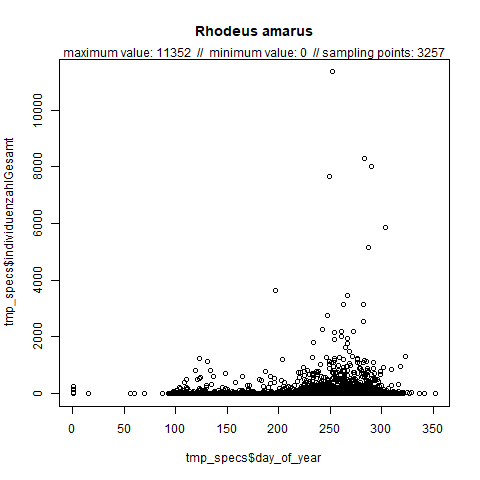 Rhodeus amarus
maximum value: 11352 // minimum value: 0 // sampling points: 3257
tmp_specs$individuenzahlGesamt
10000
8000
6000
4000
2000
0
0 50 100 150 200 250 300 350
tmp_specs$day_of_year